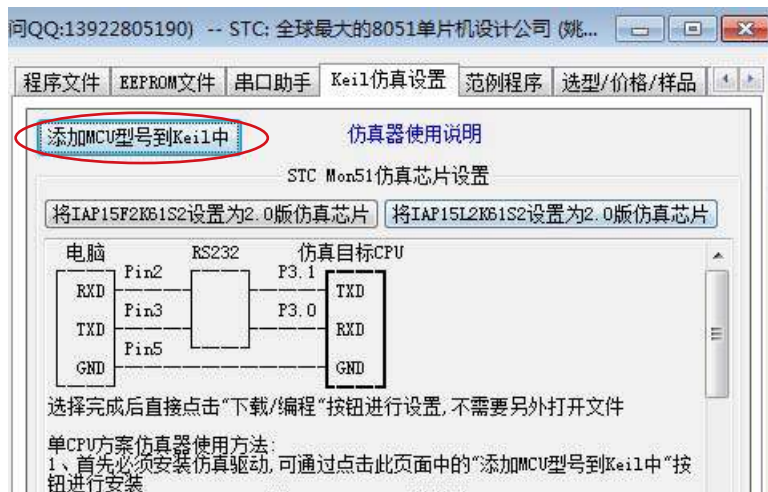 问QQ:13922805190) -- STC: 全球最大的8051单片机设计公司 (姚...
程序文件 EEPROM文件 串口助手 Keil仿真设置 范例程序 选型/价格/样品
添加MCU型号到Keil中 仿真器使用说明
STC Mon51仿真芯片设置
将IAP15F2K61S2设置为2.0版仿真芯片 将IAP15L2K61S2设置为2.0版仿真芯片
电脑 RS232 仿真目标CPU
Pin2 P3.1
RXD TXD
Pin3 P3.0
TXD RXD
Pin5
GND GND
选择完成后直接点击“下载/编程”按钮进行设置,不需要另外打开文件
单CPU方案仿真器使用方法:
1、首先必须安装仿真驱动,可通过点击此页面中的“添加MCU型号到Keil中”按
钮进行安装